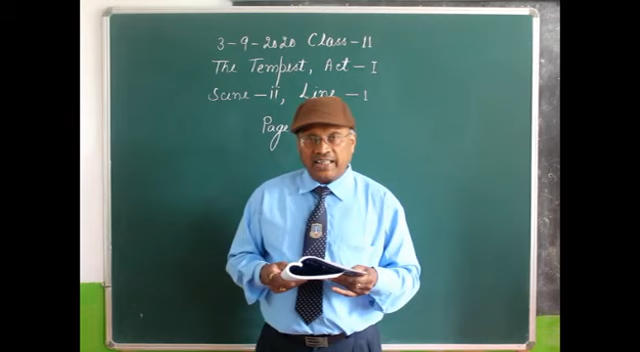 3-9-2020 Class-11
The Tempest, Act-I
Scene-ii, Line-1
Page